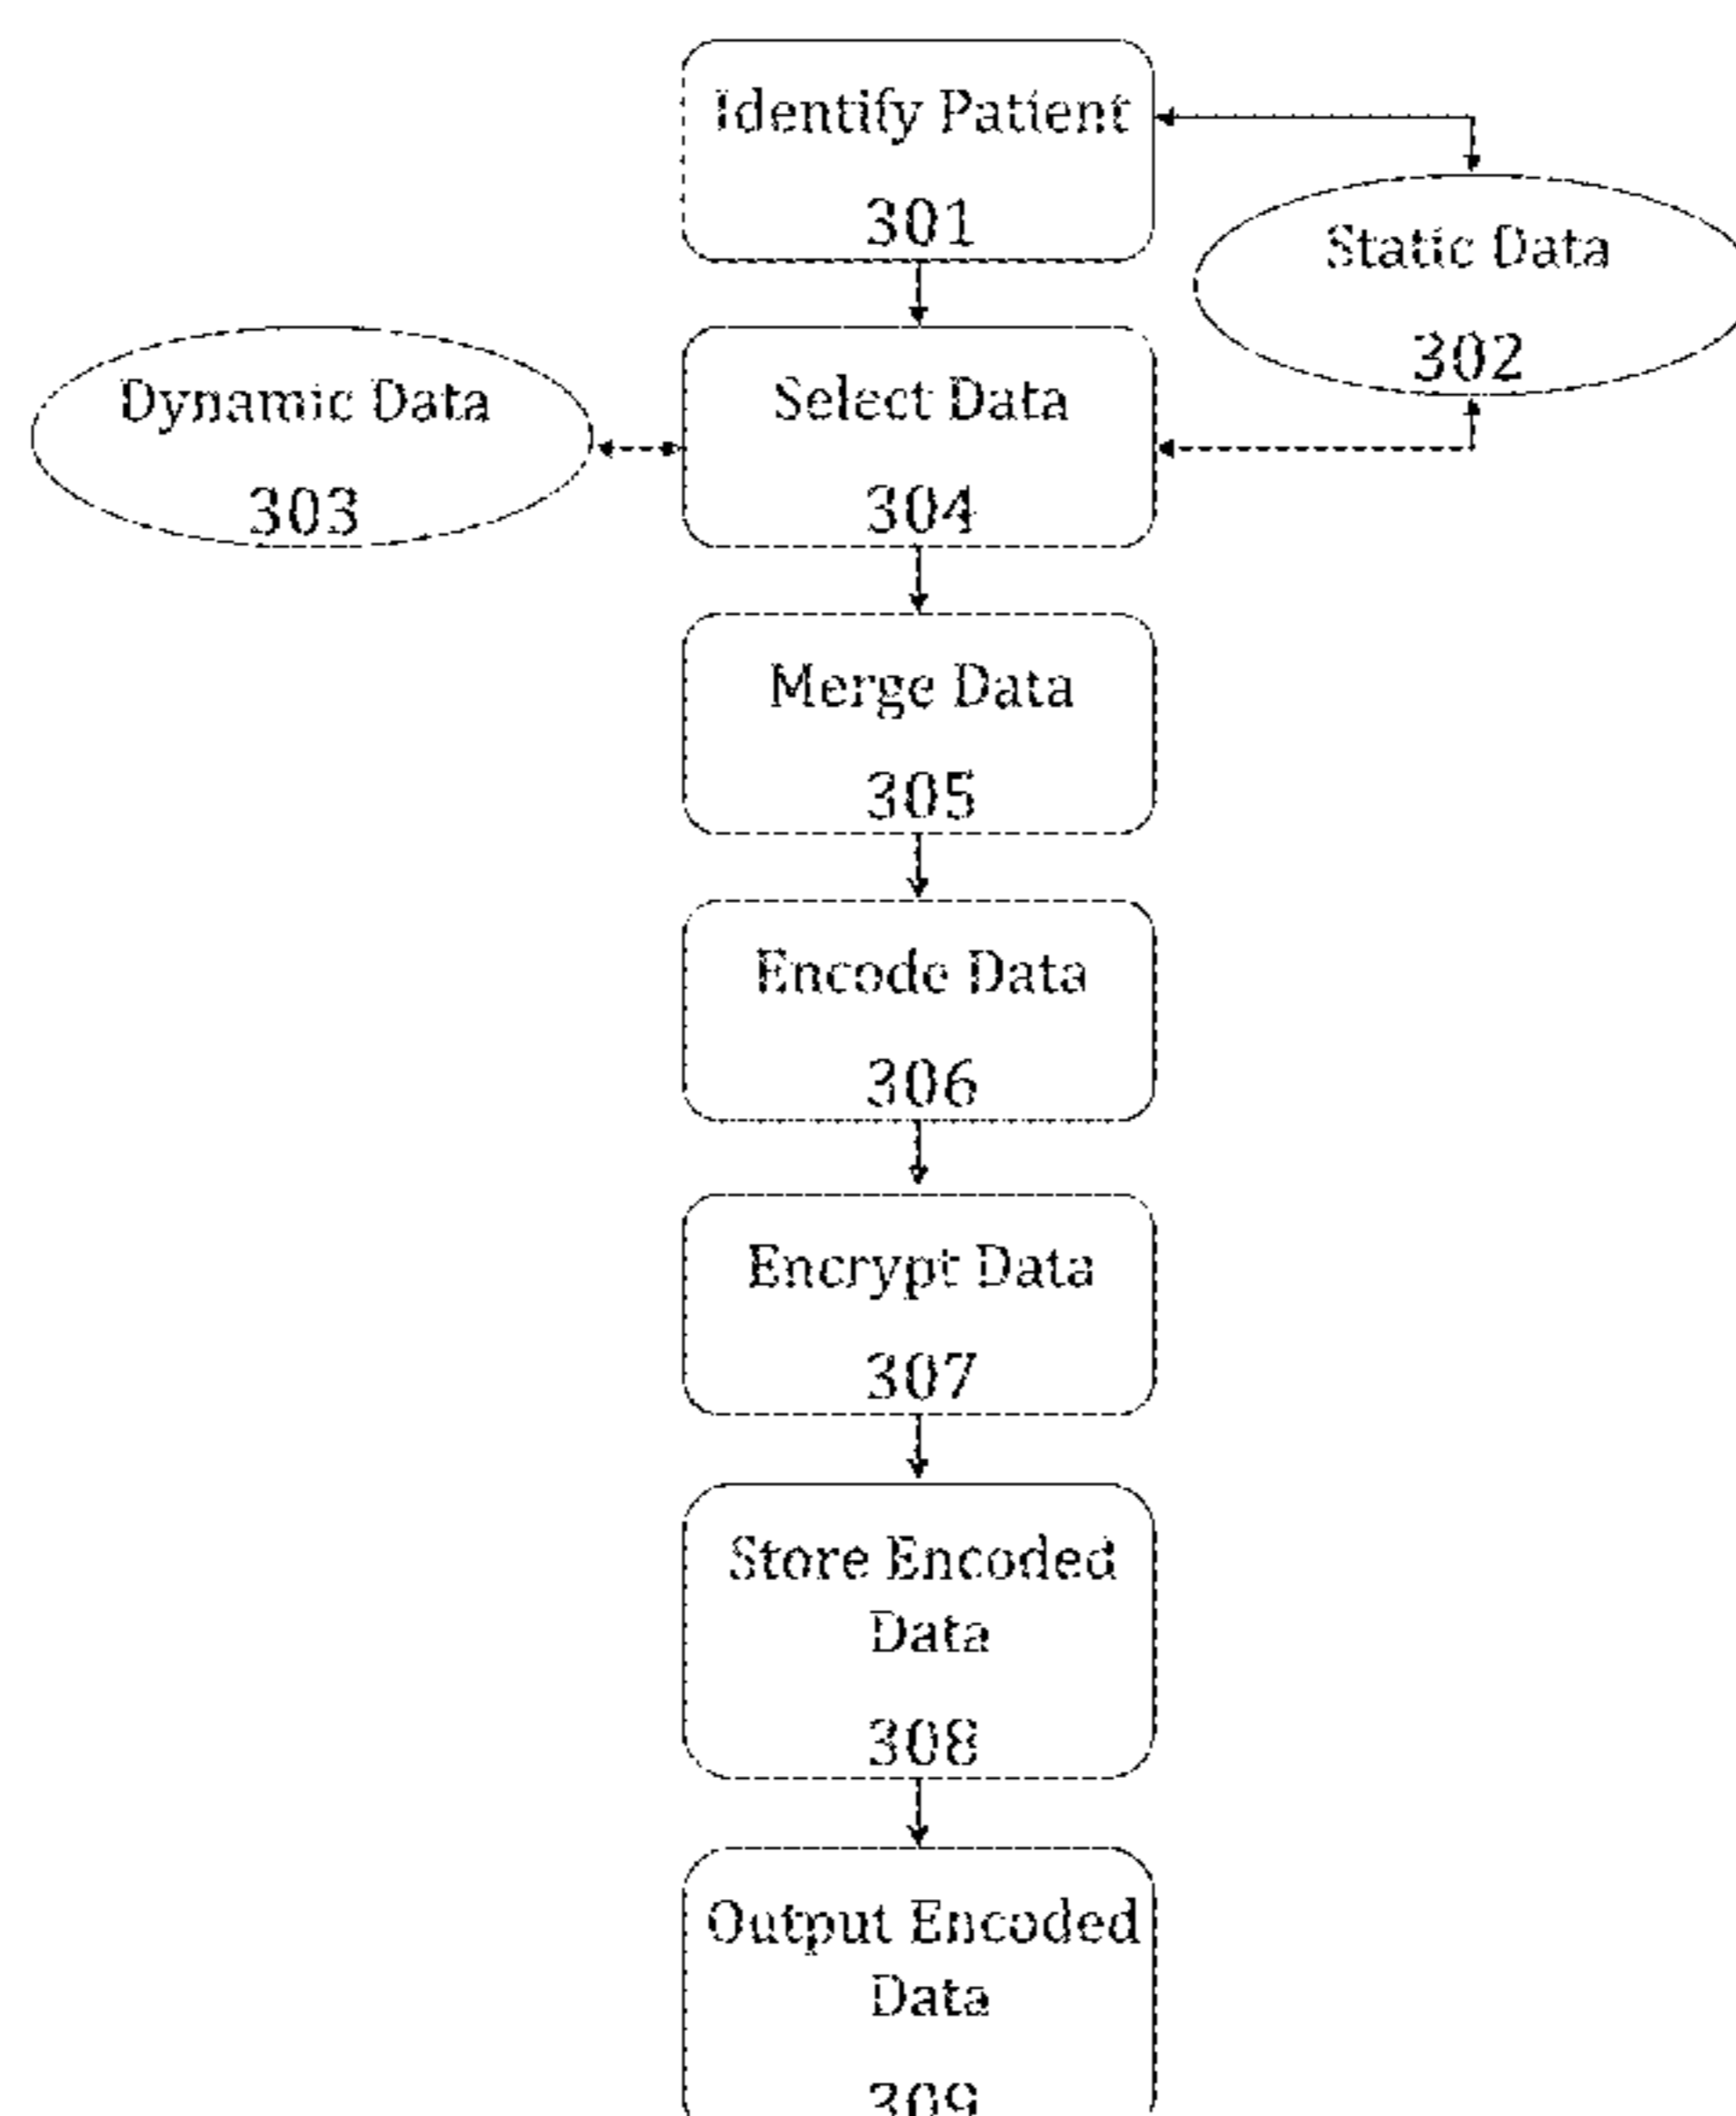 Identify Patient
301
Static Data
302
Dynamic Data
303
Select Data
304
Merge Data
305
Encode Data
306
Encrypt Data
307
Store Encoded
Data
308
Output Encoded
Data
309